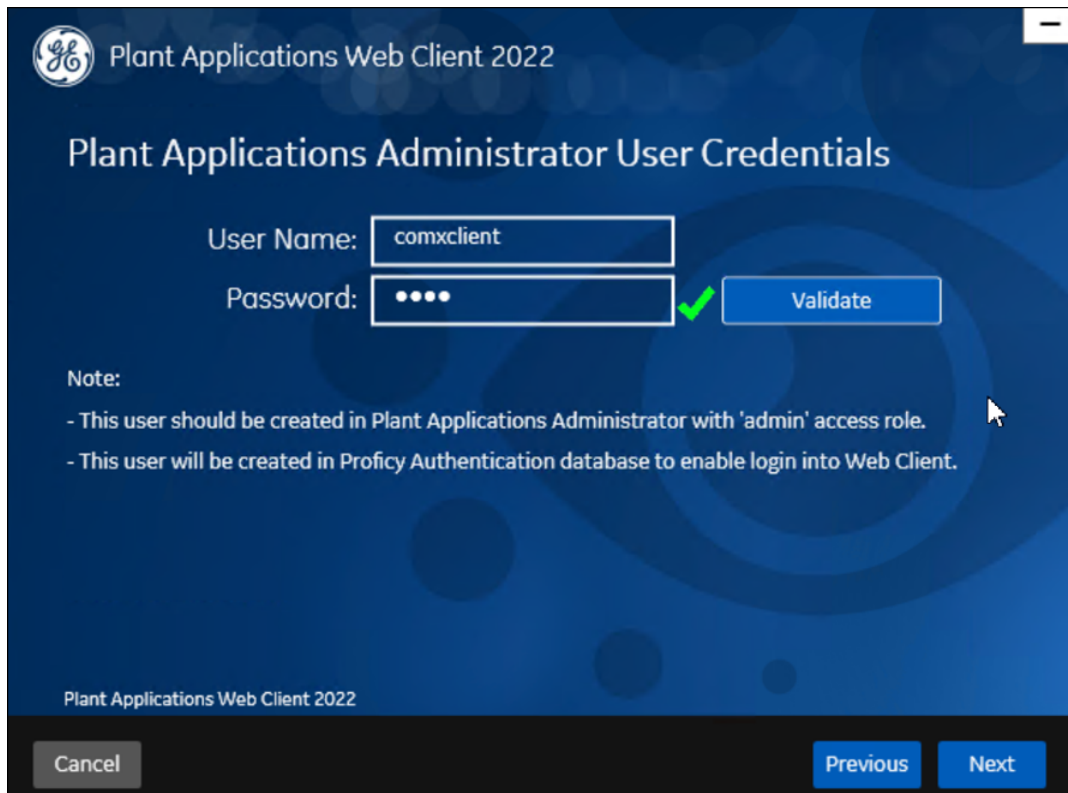 Plant Applications Web Client 2022
Plant Applications Administrator User Credentials
User Name: comxclient
Password: ●●●● Validate
Note:
- This user should be created in Plant Applications Administrator with 'admin' access role.
- This user will be created in Proficy Authentication database to enable login into Web Client.
Plant Applications Web Client 2022
Cancel Previous Next